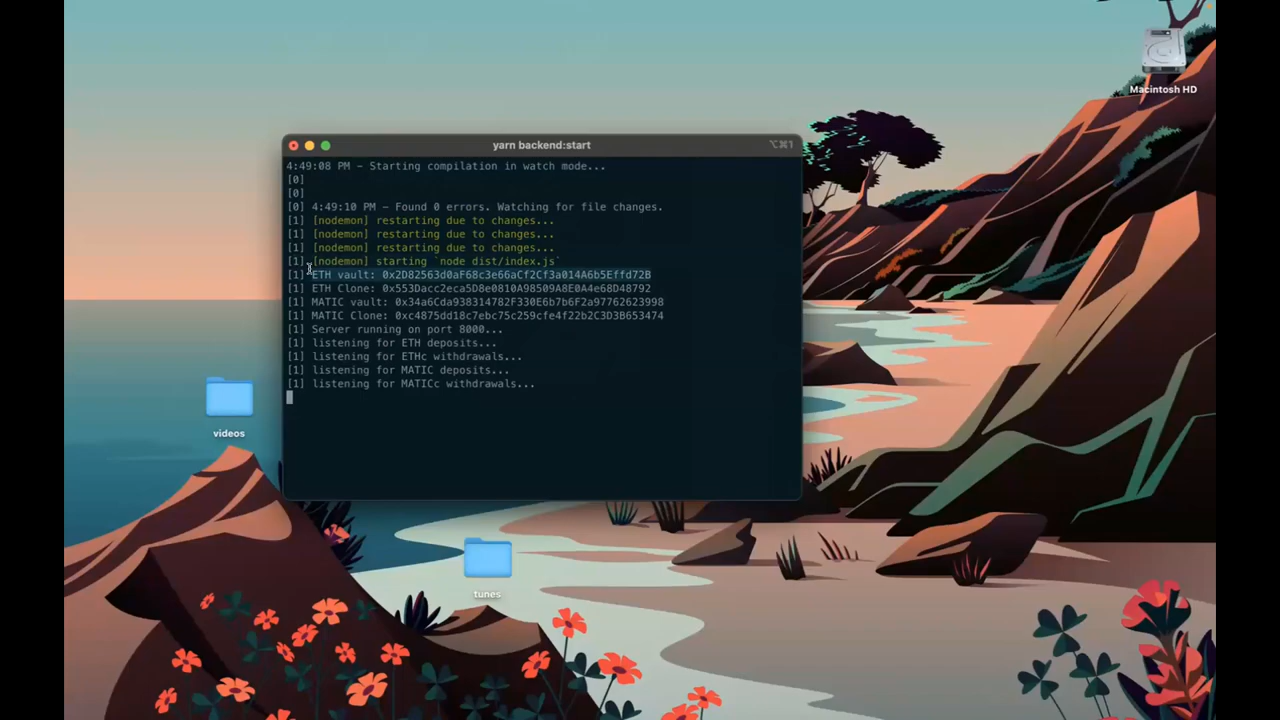 Macintosh HD
yarn backend:start
⌥⌘1
4:49:08 PM - Starting compilation in watch mode...
[0]
[0]
[0] 4:49:10 PM - Found 0 errors. Watching for file changes.
[1] [nodemon] restarting due to changes...
[1] [nodemon] restarting due to changes...
[1] [nodemon] restarting due to changes...
[1] [nodemon] starting `node dist/index.js`
[1] ETH vault: 0x2D82563d0aF68c3e66aCf2Cf3a014A6b5Effd72B
[1] ETH Clone: 0x553Dacc2eca5D8e0810A98509A8E0A4e68D48792
[1] MATIC vault: 0x34a6Cda938314782F330E6b7b6F2a97762623998
[1] MATIC Clone: 0xc4875dd18c7ebc75c259cfe4f22b2C3D3B653474
[1] Server running on port 8000...
[1] listening for ETH deposits...
[1] listening for ETHc withdrawals...
[1] listening for MATIC deposits...
[1] listening for MATICc withdrawals...
videos
tunes